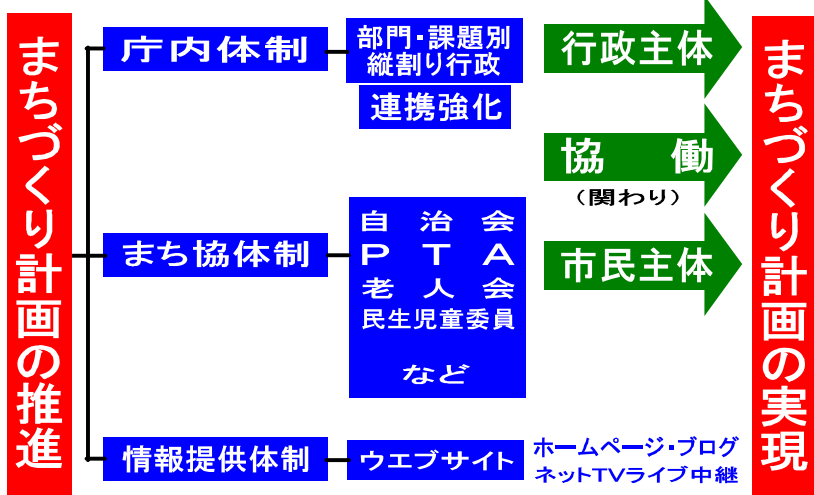 まちづくり計画の推進
庁内体制
部門・課題別
縦割り行政
連携強化
まち協体制
自治会
PTA
老人会
民生児童委員
など
情報提供体制
ウエブサイト
ホームページ・ブログ
ネットTVライブ中継
行政主体
協働
(関わり)
市民主体
まちづくり計画の実現